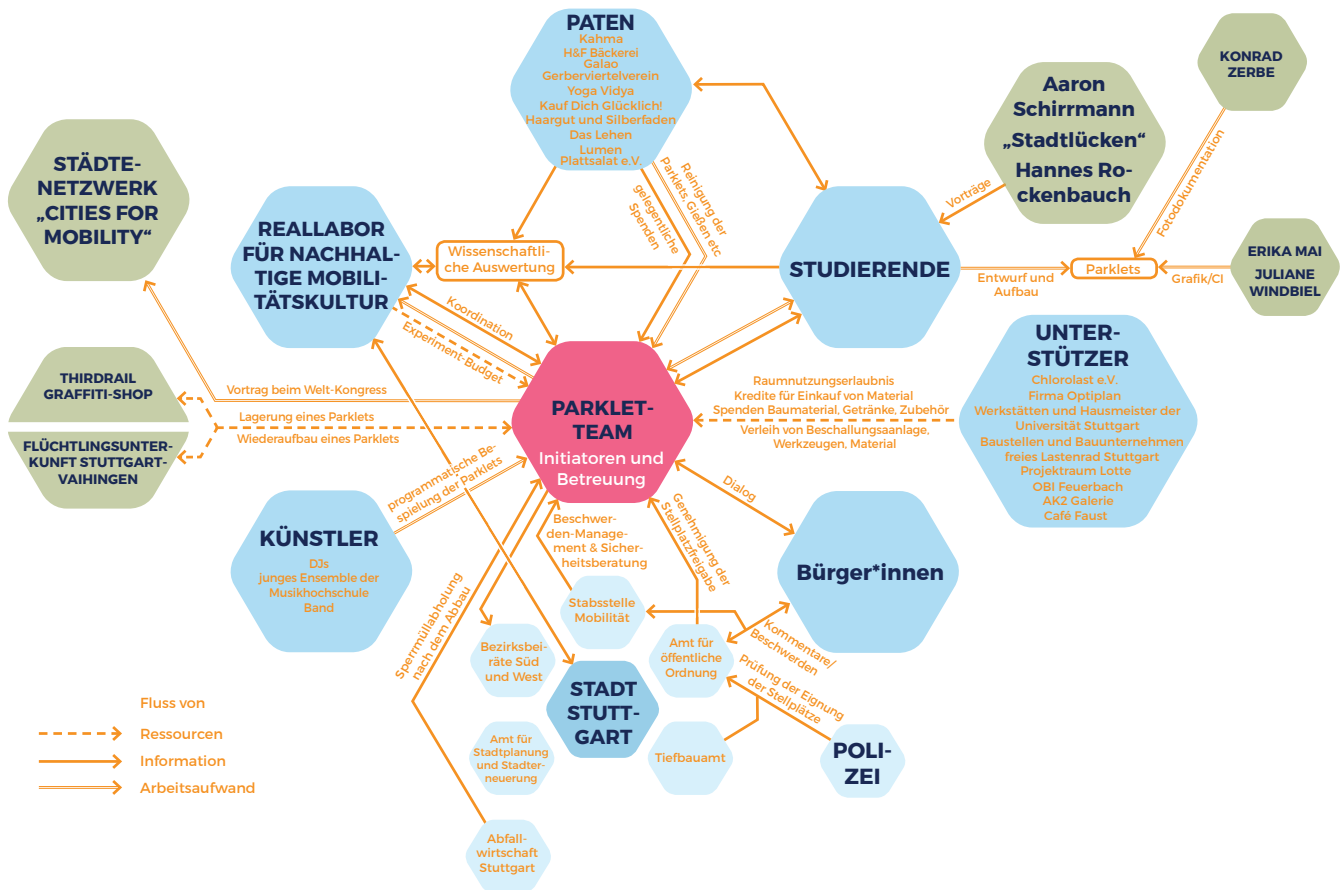 PATEN
Kahma
H&F Bäckerei
Galao
Gerberviertelverein
Yoga Vidya
Kauf Dich Glücklich!
Haargut und Silberfaden
Das Lehen
Lumen
Plattsalat e.V.
KONRAD
ZERBE
Aaron
Schirrmann
„Stadtlücken“
Hannes Ro-
ckenbauch
STÄDTE-
NETZWERK
„CITIES FOR
MOBILITY“
REALLABOR
FÜR NACHHAL-
TIGE MOBILI-
TÄTSKULTUR
Wissenschaftli-
che Auswertung
gelegentliche
Spenden
Reinigung der
Parklets, Gießen etc
STUDIERENDE
Vorträge
Fotodokumentation
Entwurf und
Aufbau
Parklets
Grafik/CI
ERIKA MAI
JULIANE
WINDBIEL
Koordination
Experiment-Budget
THIRDRAIL
GRAFFITI-SHOP
FLÜCHTLINGSUNTER-
KUNFT STUTTGART-
VAIHINGEN
Vortrag beim Welt-Kongress
Lagerung eines Parklets
Wiederaufbau eines Parklets
PARKLET-
TEAM
Initiatoren und
Betreuung
Raumnutzungserlaubnis
Kredite für Einkauf von Material
Spenden Baumaterial, Getränke, Zubehör
Verleih von Beschallungsanlage,
Werkzeugen, Material
UNTER-
STÜTZER
Chlorolast e.V.
Firma Optiplan
Werkstätten und Hausmeister der
Universität Stuttgart
Baustellen und Bauunternehmen
freies Lastenrad Stuttgart
Projektraum Lotte
OBI Feuerbach
AK2 Galerie
Café Faust
KÜNSTLER
DJs
junges Ensemble der
Musikhochschule
Band
programmatische Be-
spielung der Parklets
Beschwer-
den-Manage-
ment & Sicher-
heitsberatung
Genehmigung der
Stellplatzfreigabe
Dialog
Bürger*innen
Sperrmüllabholung
nach dem Abbau
Stabsstelle
Mobilität
Bezirksbei-
räte Süd
und West
Amt für
öffentliche
Ordnung
Kommentare/
Beschwerden
Prüfung der Eignung
der Stellplätze
STADT
STUTT-
GART
Amt für
Stadtplanung
und Stadter-
neuerung
Tiefbauamt
POLI-
ZEI
Abfall-
wirtschaft
Stuttgart
Fluss von
Ressourcen
Information
Arbeitsaufwand